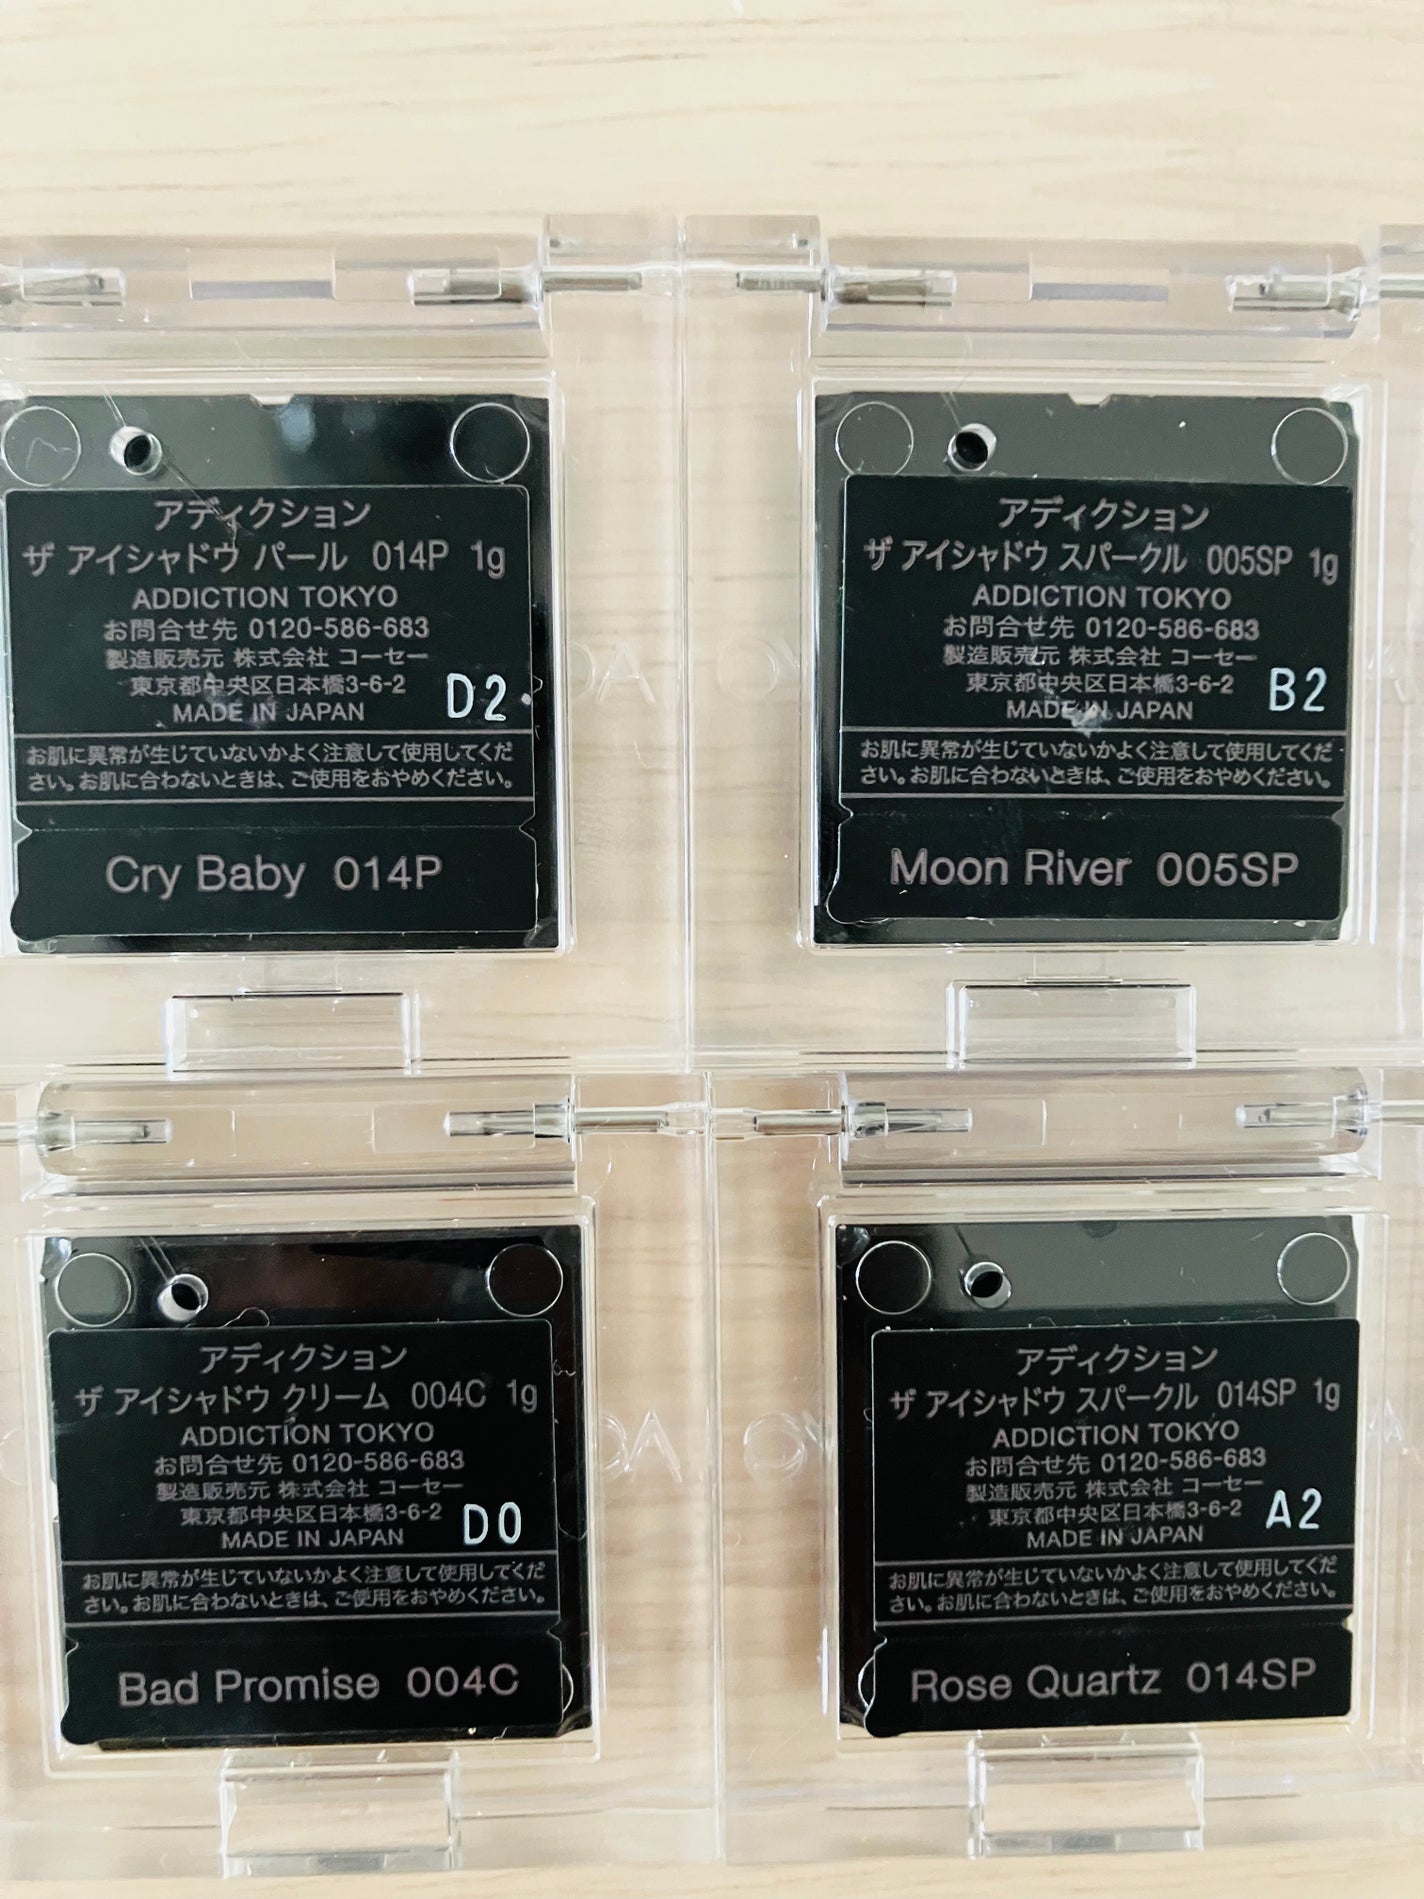 アディクション
ザ アイシャドウ パール 014P 1g
ADDICTION TOKYO
お問合せ先 0120-586-683
製造販売元 株式会社 コーセー
東京都中央区日本橋3-6-2
MADE IN JAPAN
D2
お肌に異常が生じていないかよく注意して使用してくだ
さい。お肌に合わないときは、ご使用をおやめください。
Cry Baby 014P
アディクション
ザ アイシャドウ スパークル 005SP 1g
ADDICTION TOKYO
お問合せ先 0120-586-683
製造販売元 株式会社 コーセー
東京都中央区日本橋3-6-2
MADE IN JAPAN
B2
お肌に異常が生じていないかよく注意して使用してくだ
さい。お肌に合わないときは、ご使用をおやめください。
Moon River 005SP
アディクション
ザ アイシャドウ クリーム 004C 1g
ADDICTION TOKYO
お問合せ先 0120-586-683
製造販売元 株式会社 コーセー
東京都中央区日本橋3-6-2
MADE IN JAPAN
D0
お肌に異常が生じていないかよく注意して使用してくだ
さい。お肌に合わないときは、ご使用をおやめください。
Bad Promise 004C
アディクション
ザ アイシャドウ スパークル 014SP 1g
ADDICTION TOKYO
お問合せ先 0120-586-683
製造販売元 株式会社 コーセー
東京都中央区日本橋3-6-2
MADE IN JAPAN
A2
お肌に異常が生じていないかよく注意して使用してくだ
さい。お肌に合わないときは、ご使用をおやめください。
Rose Quartz 014SP